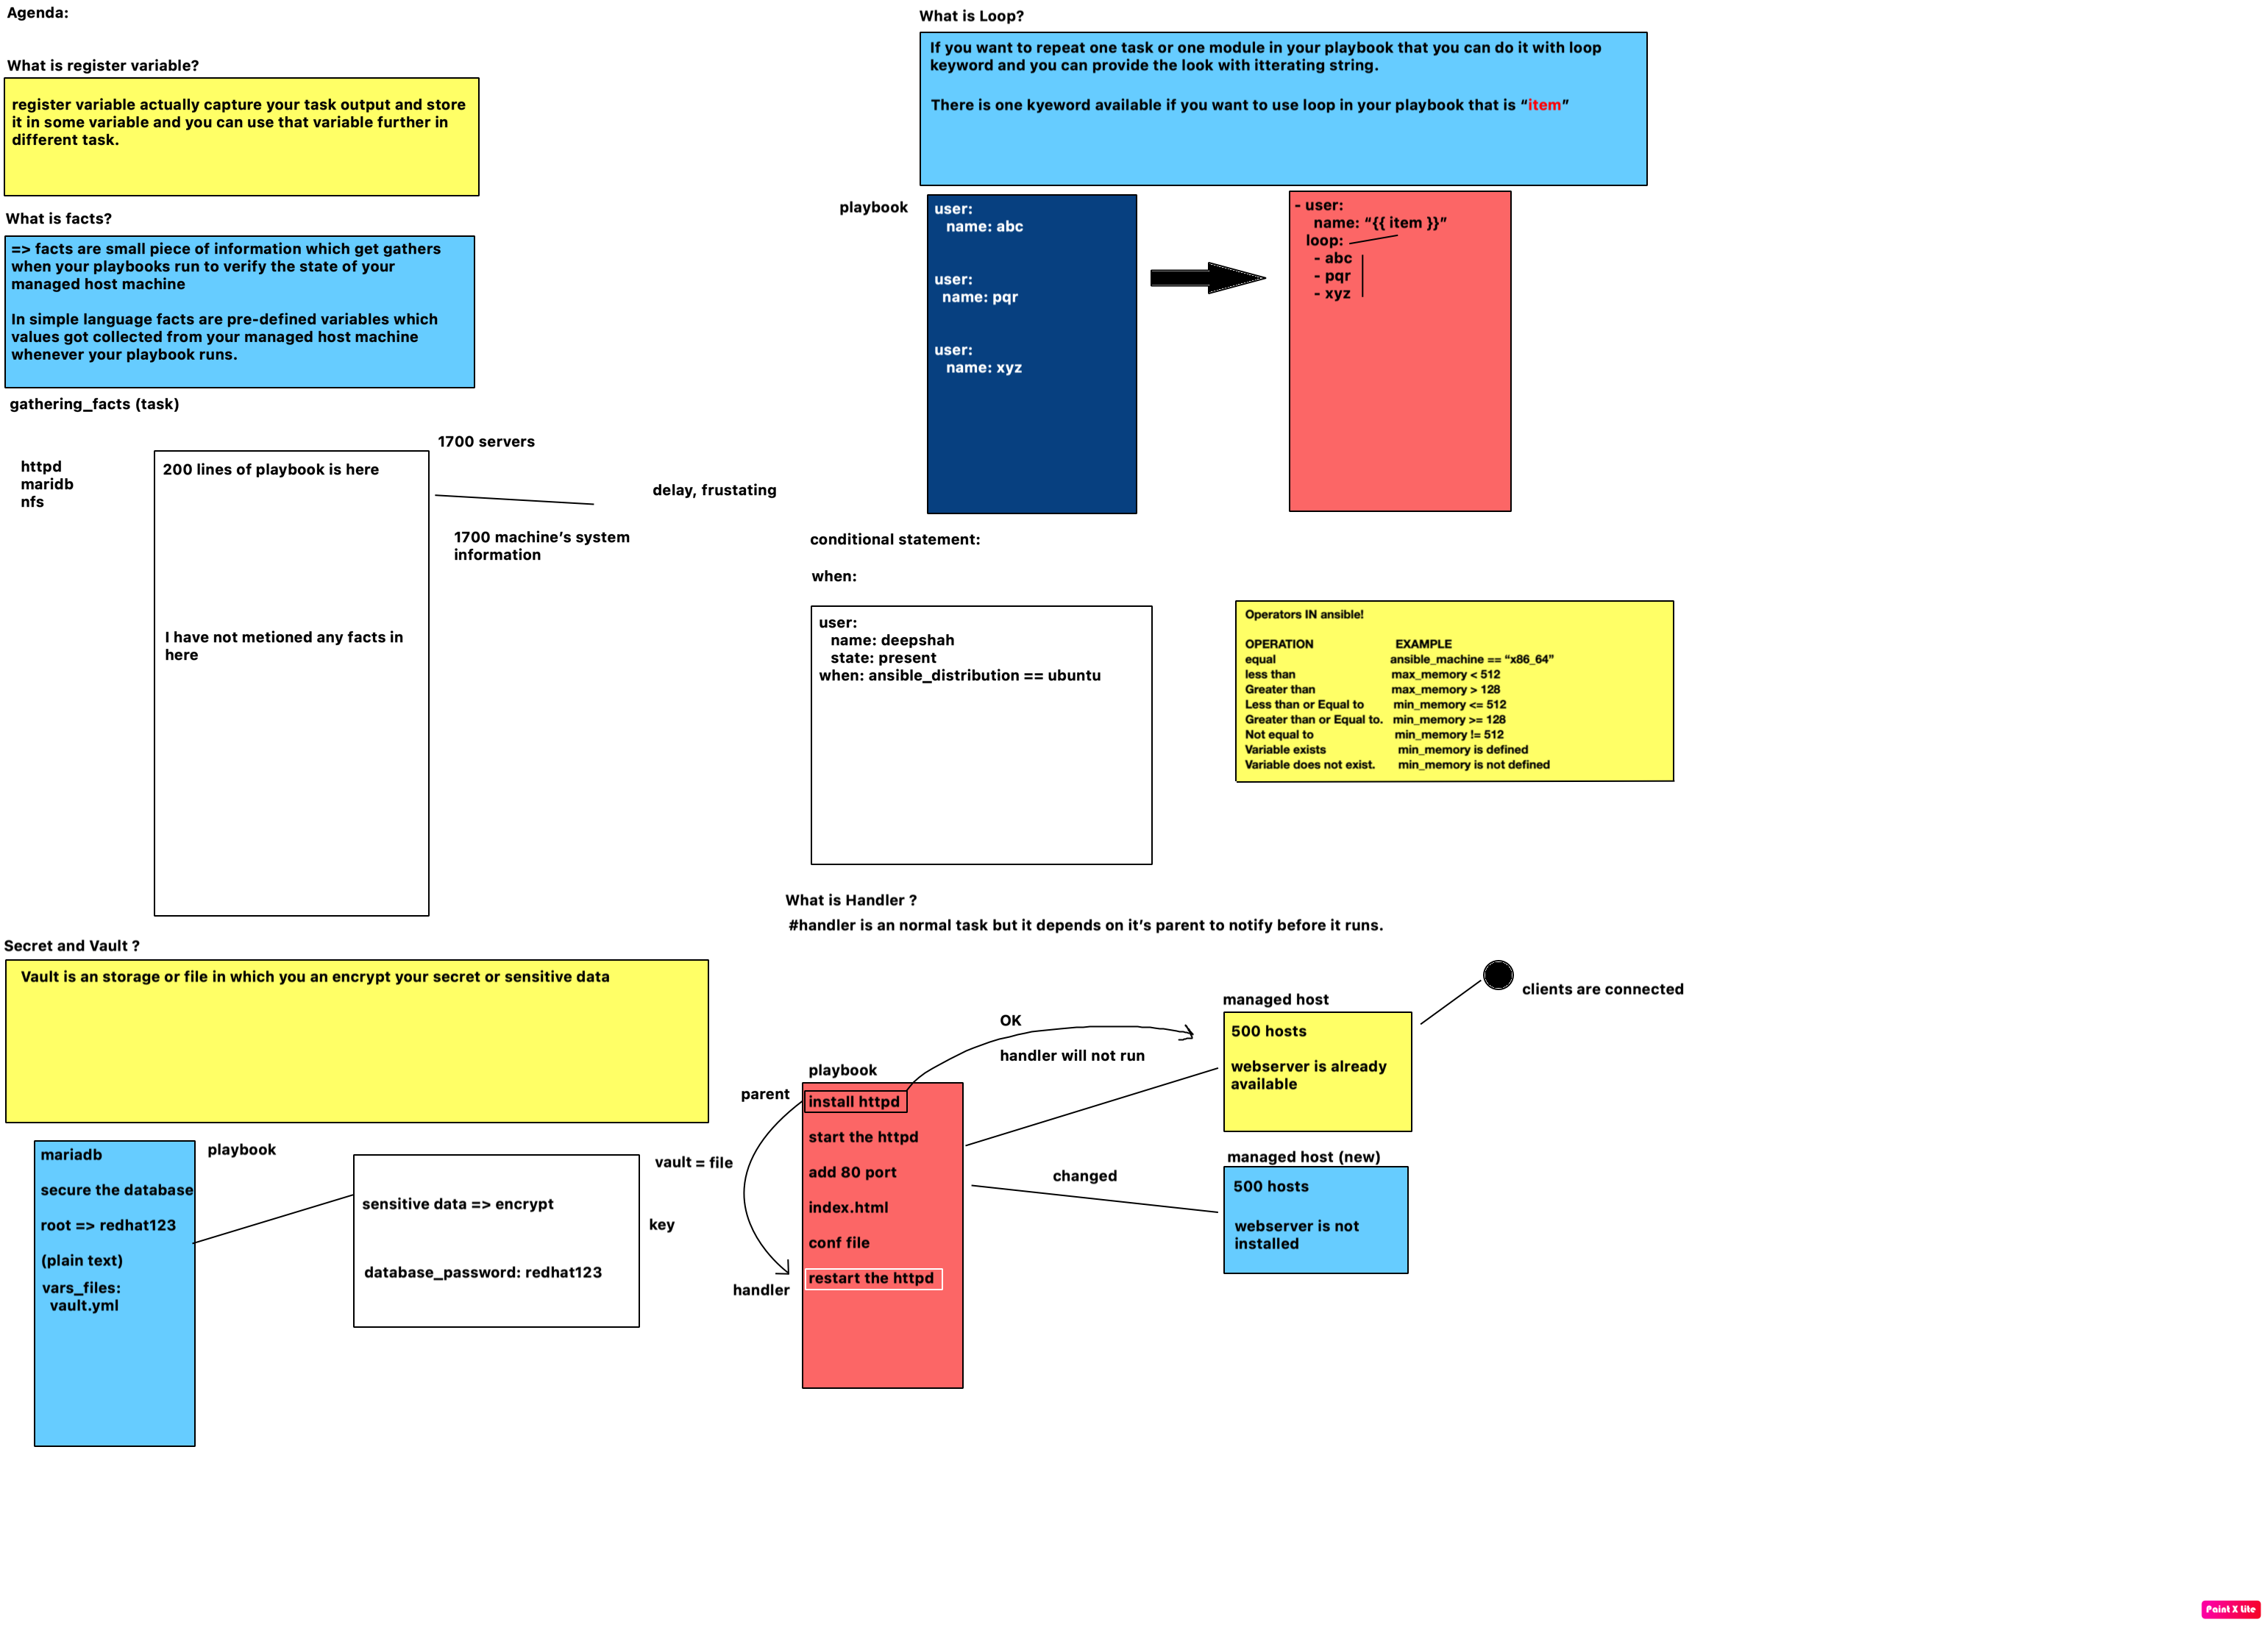 Agenda:
What is register variable?
register variable actually capture your task output and store
it in some variable and you can use that variable further in
different task.
What is facts?
=> facts are small piece of information which get gathers
when your playbooks run to verify the state of your
managed host machine
In simple language facts are pre-defined variables which
values got collected from your managed host machine
whenever your playbook runs.
gathering_facts (task)
1700 servers
httpd
maridb
nfs
200 lines of playbook is here
delay, frustating
1700 machine’s system
information
I have not metioned any facts in
here
What is Loop?
If you want to repeat one task or one module in your playbook that you can do it with loop
keyword and you can provide the look with itterating string.
There is one kyeword available if you want to use loop in your playbook that is “item”
playbook
user:
name: abc
user:
name: pqr
user:
name: xyz
- user:
name: “{{ item }}”
loop:
- abc
- pqr
- xyz
conditional statement:
when:
user:
name: deepshah
state: present
when: ansible_distribution == ubuntu
Operators IN ansible!
OPERATION EXAMPLE
equal ansible_machine == “x86_64”
less than max_memory < 512
Greater than max_memory > 128
Less than or Equal to min_memory <= 512
Greater than or Equal to. min_memory >= 128
Not equal to min_memory != 512
Variable exists min_memory is defined
Variable does not exist. min_memory is not defined
What is Handler ?
#handler is an normal task but it depends on it’s parent to notify before it runs.
Secret and Vault ?
Vault is an storage or file in which you an encrypt your secret or sensitive data
mariadb
secure the database
root => redhat123
(plain text)
vars_files:
vault.yml
playbook
sensitive data => encrypt
database_password: redhat123
vault = file
key
parent
handler
playbook
install httpd
start the httpd
add 80 port
index.html
conf file
restart the httpd
OK
handler will not run
changed
managed host
500 hosts
webserver is already
available
clients are connected
managed host (new)
500 hosts
webserver is not
installed
Paint X Lite